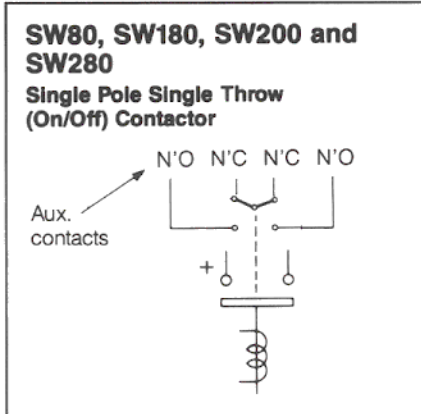 SW80, SW180, SW200 and
SW280
Single Pole Single Throw
(On/Off) Contactor
N'O N'C N'C N'O
Aux.
contacts
+